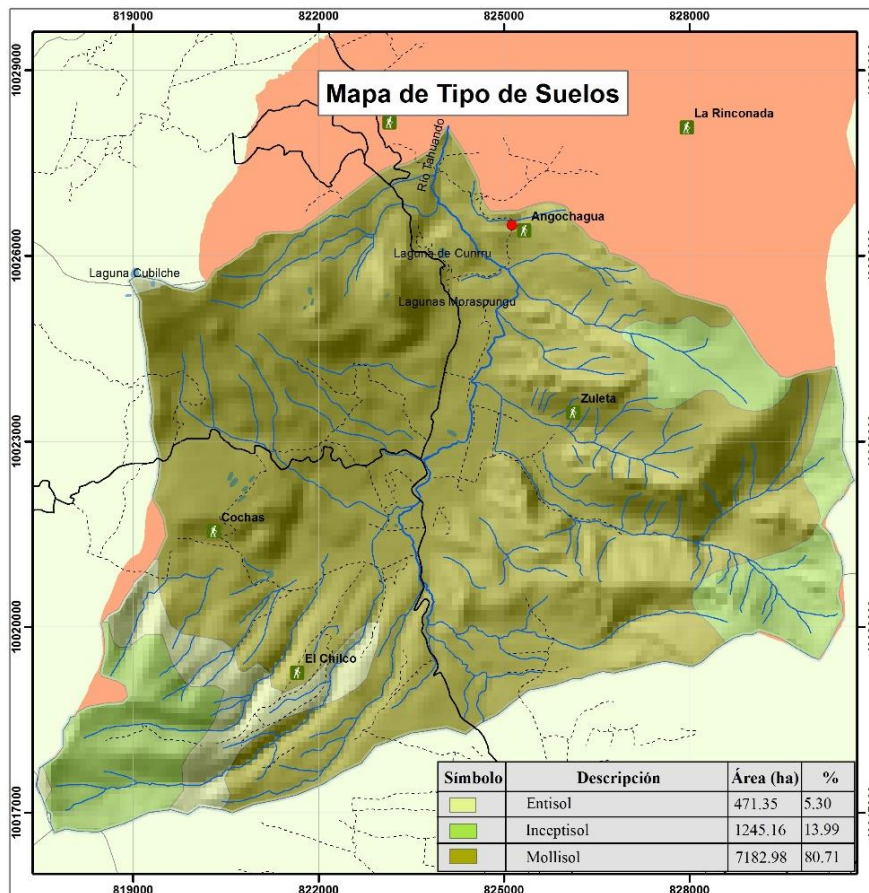 819000 822000 825000 828000
10029000
Mapa de Tipo de Suelos
La Rinconada
Río Tahuando
Angochagua
10026000
Laguna de Cunrru
Laguna Cubilche
Lagunas Moraspungu
Zuleta
10023000
Cochas
10020000
El Chilco
10017000
Símbolo Descripción Área (ha) %
Entisol 471.35 5.30
Inceptisol 1245.16 13.99
Mollisol 7182.98 80.71
819000 822000 825000 828000